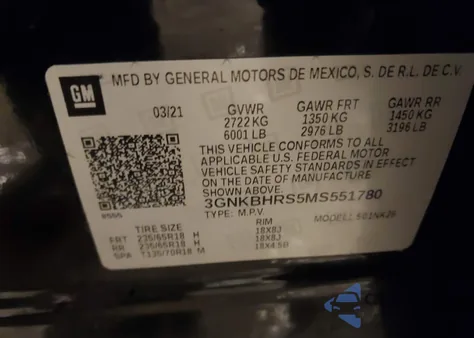 GM
MFD BY GENERAL MOTORS DE MEXICO, S. DE R.L. DE C.V.
03/21 GVWR GAWR FRT GAWR RR
2722 KG 1350 KG 1450 KG
6001 LB 2976 LB 3196 LB
THIS VEHICLE CONFORMS TO ALL
APPLICABLE U.S. FEDERAL MOTOR
VEHICLE SAFETY STANDARDS IN EFFECT
ON THE DATE OF MANUFACTURE
SHOWN ABOVE.
3GNKBHRS5MS551780
TYPE: M.P.V. MODEL:
TIRE SIZE RIM
FRT 235/65R18 H 18X8J
RR 235/65R18 H 18X8J
SPA T135/70R18 M 18X4.5B